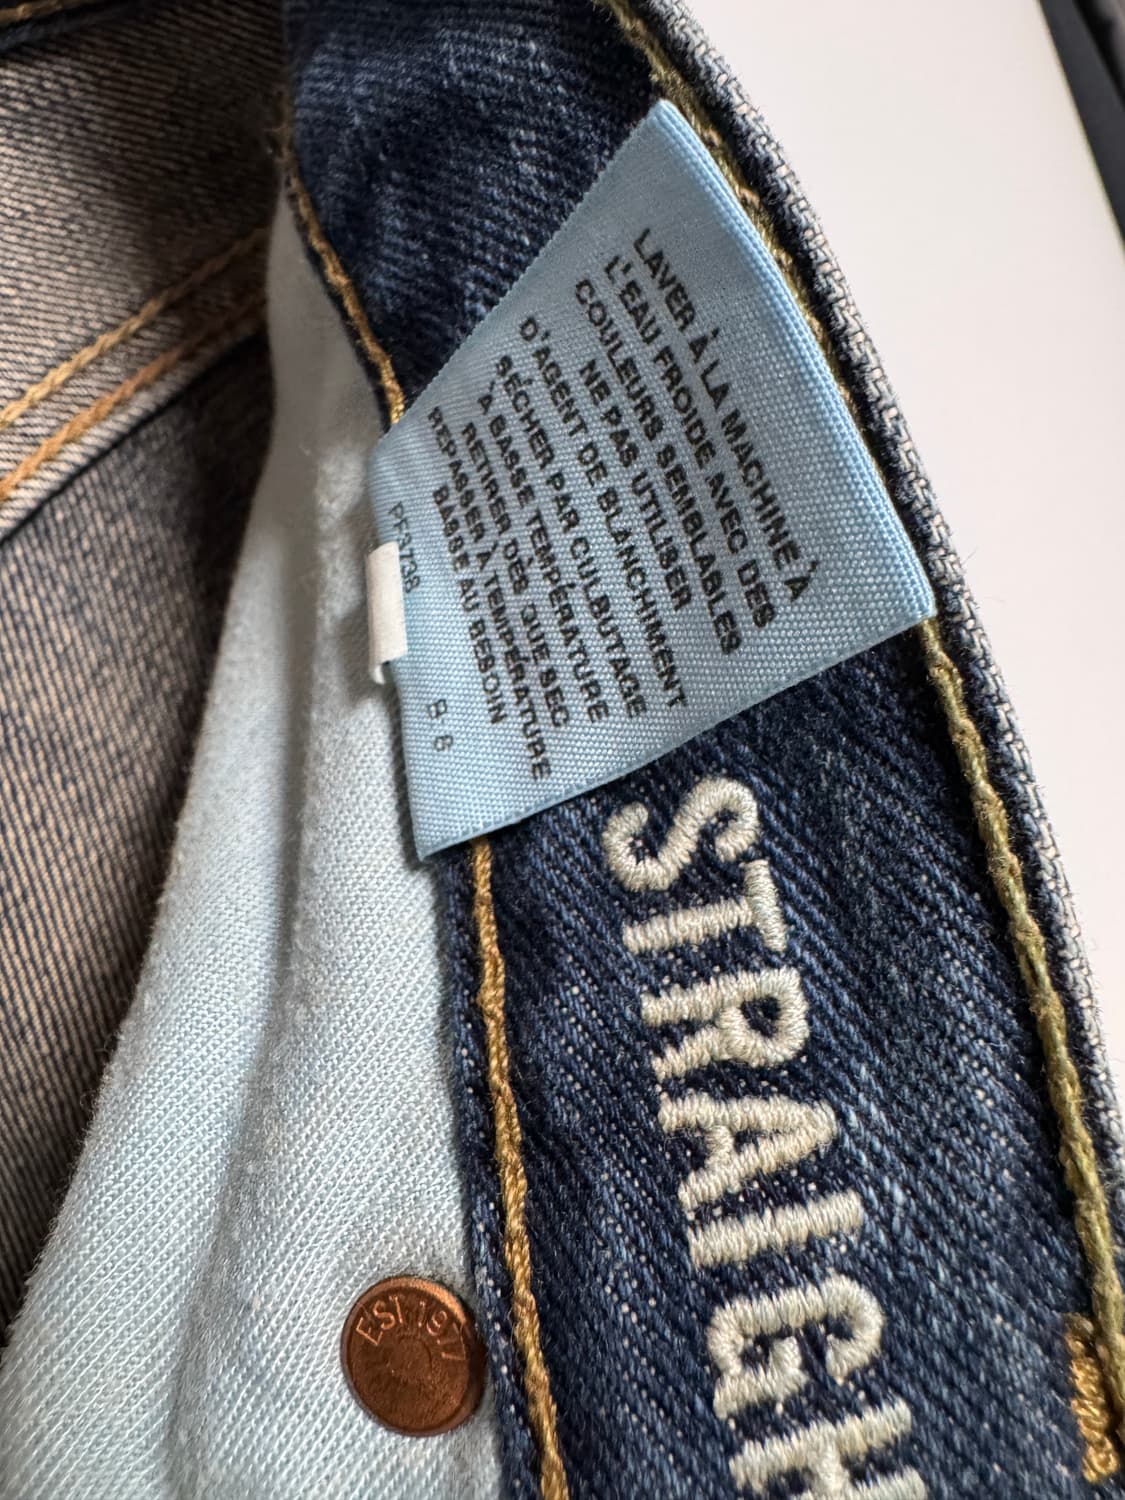 LAVER À LA MACHINE À
L'EAU FROIDE AVEC DES
COULEURS SEMBLABLES
NE PAS UTILISER
D'AGENT DE BLANCHIMENT
SÉCHER PAR CULBUTAGE
À BASSE TEMPÉRATURE
RETIRER DÈS QUE SEC
REPASSER À TEMPÉRATURE
BASSE AU BESOIN
STRAIGH
EST 1977